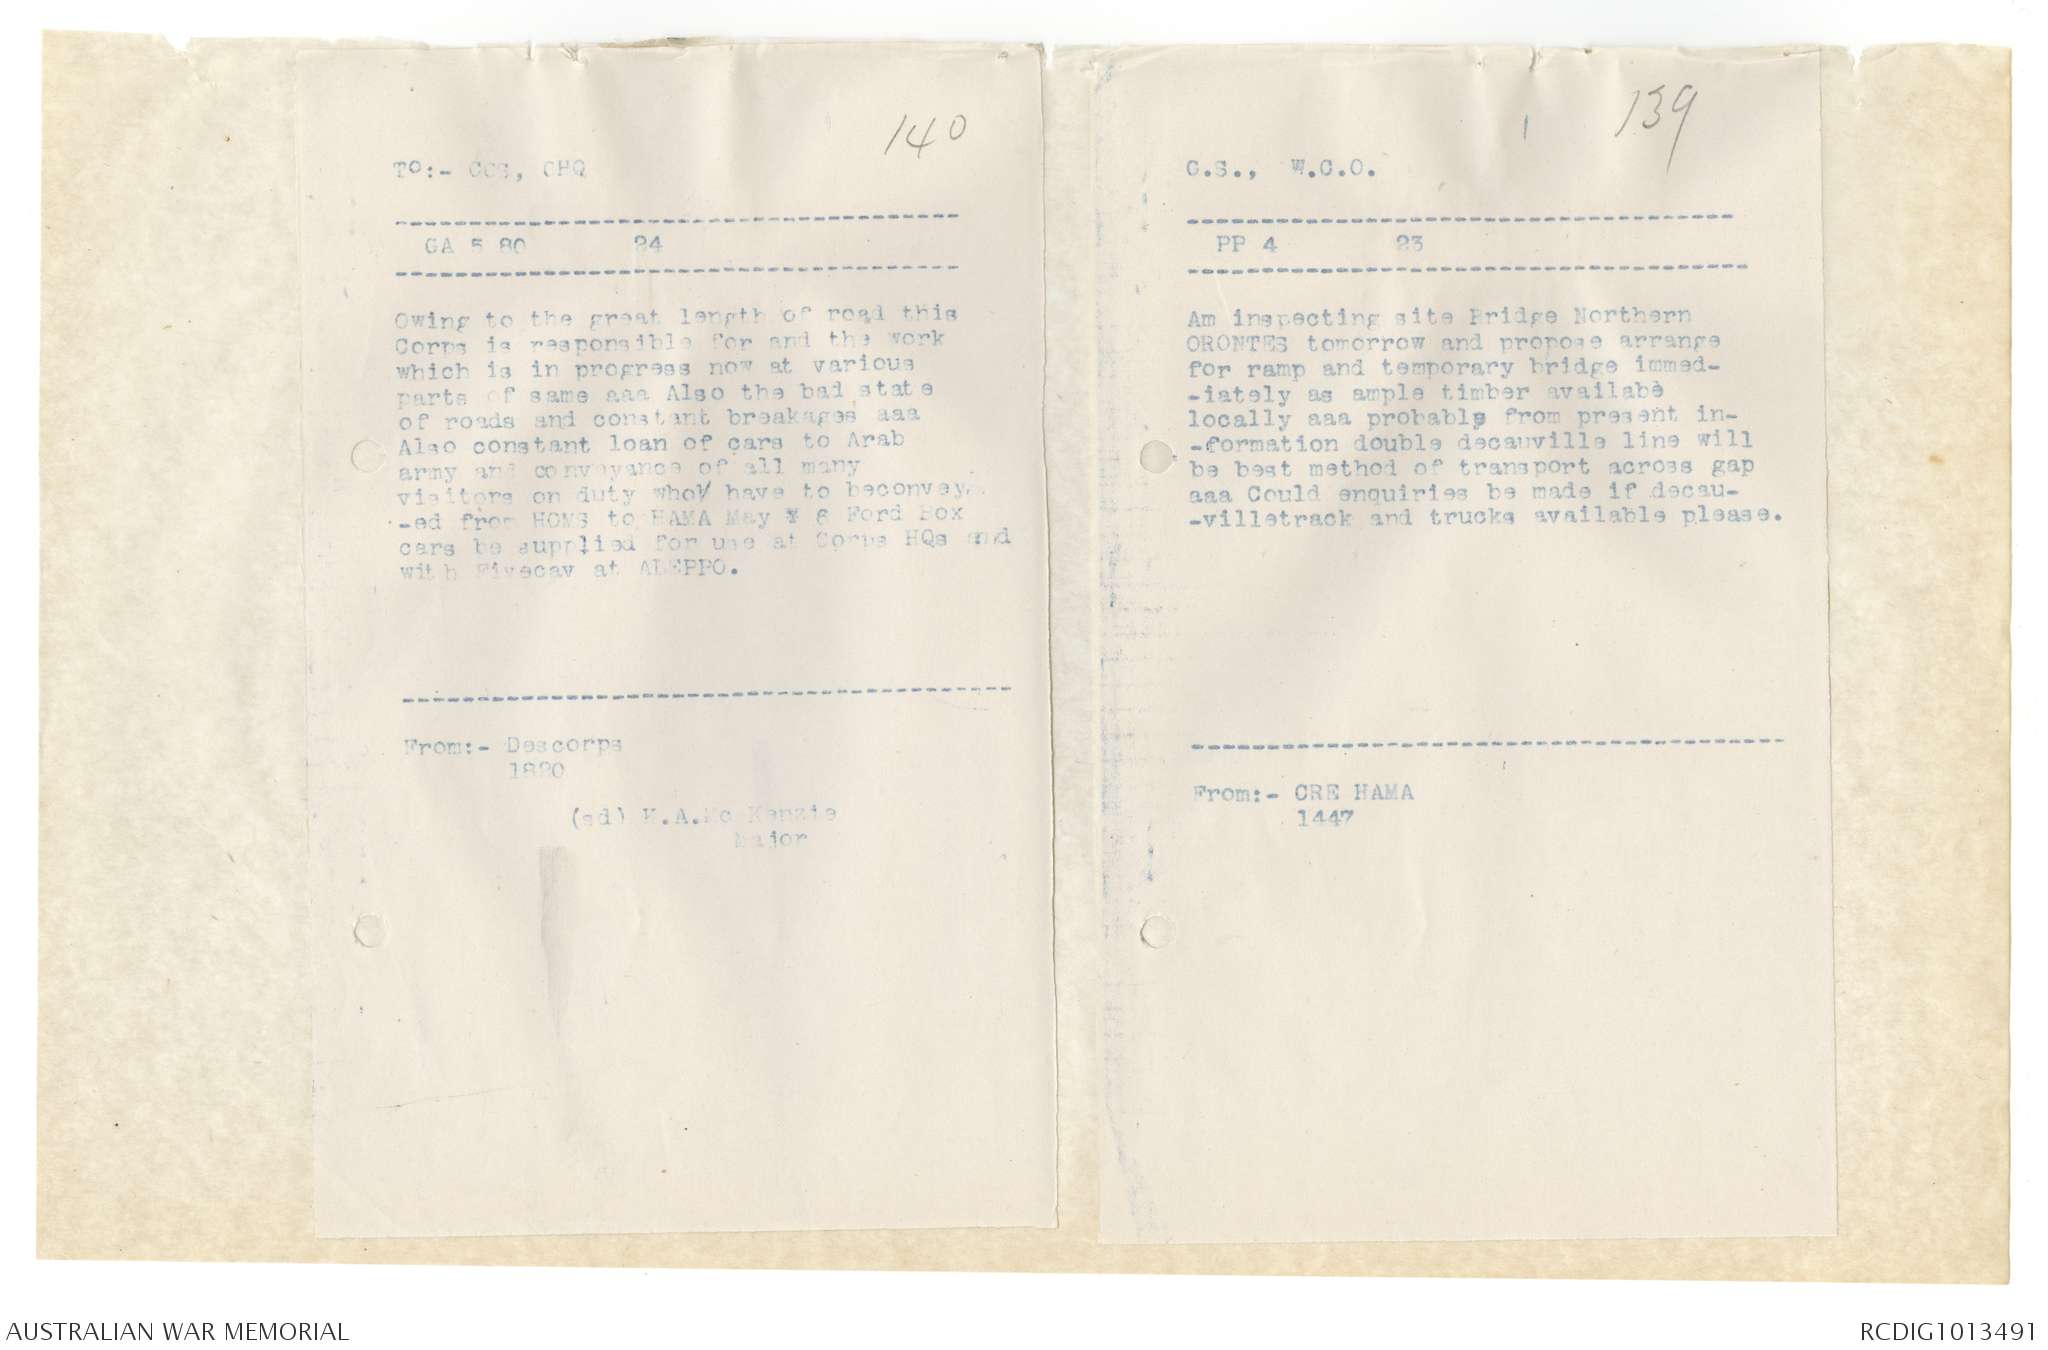 140
To:- CGS, GHQ
GA 580 24
Owing to the great length of road this
Corps is responsible for and the work
which is in progress now at various
parts of same aaa Also the bad state
of roads and constant breakages aaa
Also constant loan of cars to Arab
army and conveyance of all many
visitors on duty who have to beconvey
-ed from HOMS to HAMA May 6 Ford Box
cars be supplied for use at Corps HQs and
with Fivecav at ALEPPO.
From:- Descorps
1820
(sd) W.A.Mc Kenzie
Major
139
G.S., W.C.O.
PP 4 23
Am inspecting site Bridge Northern
ORONTES tomorrow and propose arrange
for ramp and temporary bridge immed-
-iately as ample timber availabe
locally aaa probably from present in-
-formation double decauville line will
be best method of transport across gap
aaa Could enquiries be made if decau-
-villetrack and trucks available please.
From:- CRE HAMA
1447
AUSTRALIAN WAR MEMORIAL
RCDIG1013491